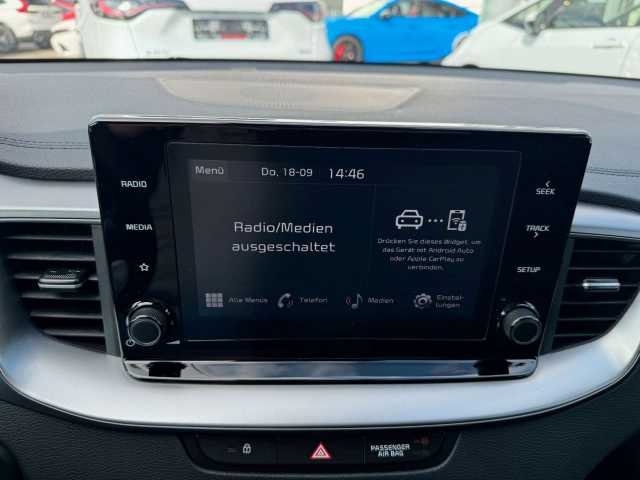 Menü Do, 18-09 14:46
RADIO
MEDIA
Radio/Medien
ausgeschaltet
Drücken Sie dieses Widget, um
das Gerät mit Android Auto
oder Apple CarPlay zu
verbinden.
Alle Menüs Telefon Medien Einstel-
lungen
SEEK
TRACK
SETUP
PASSENGER
AIR BAG